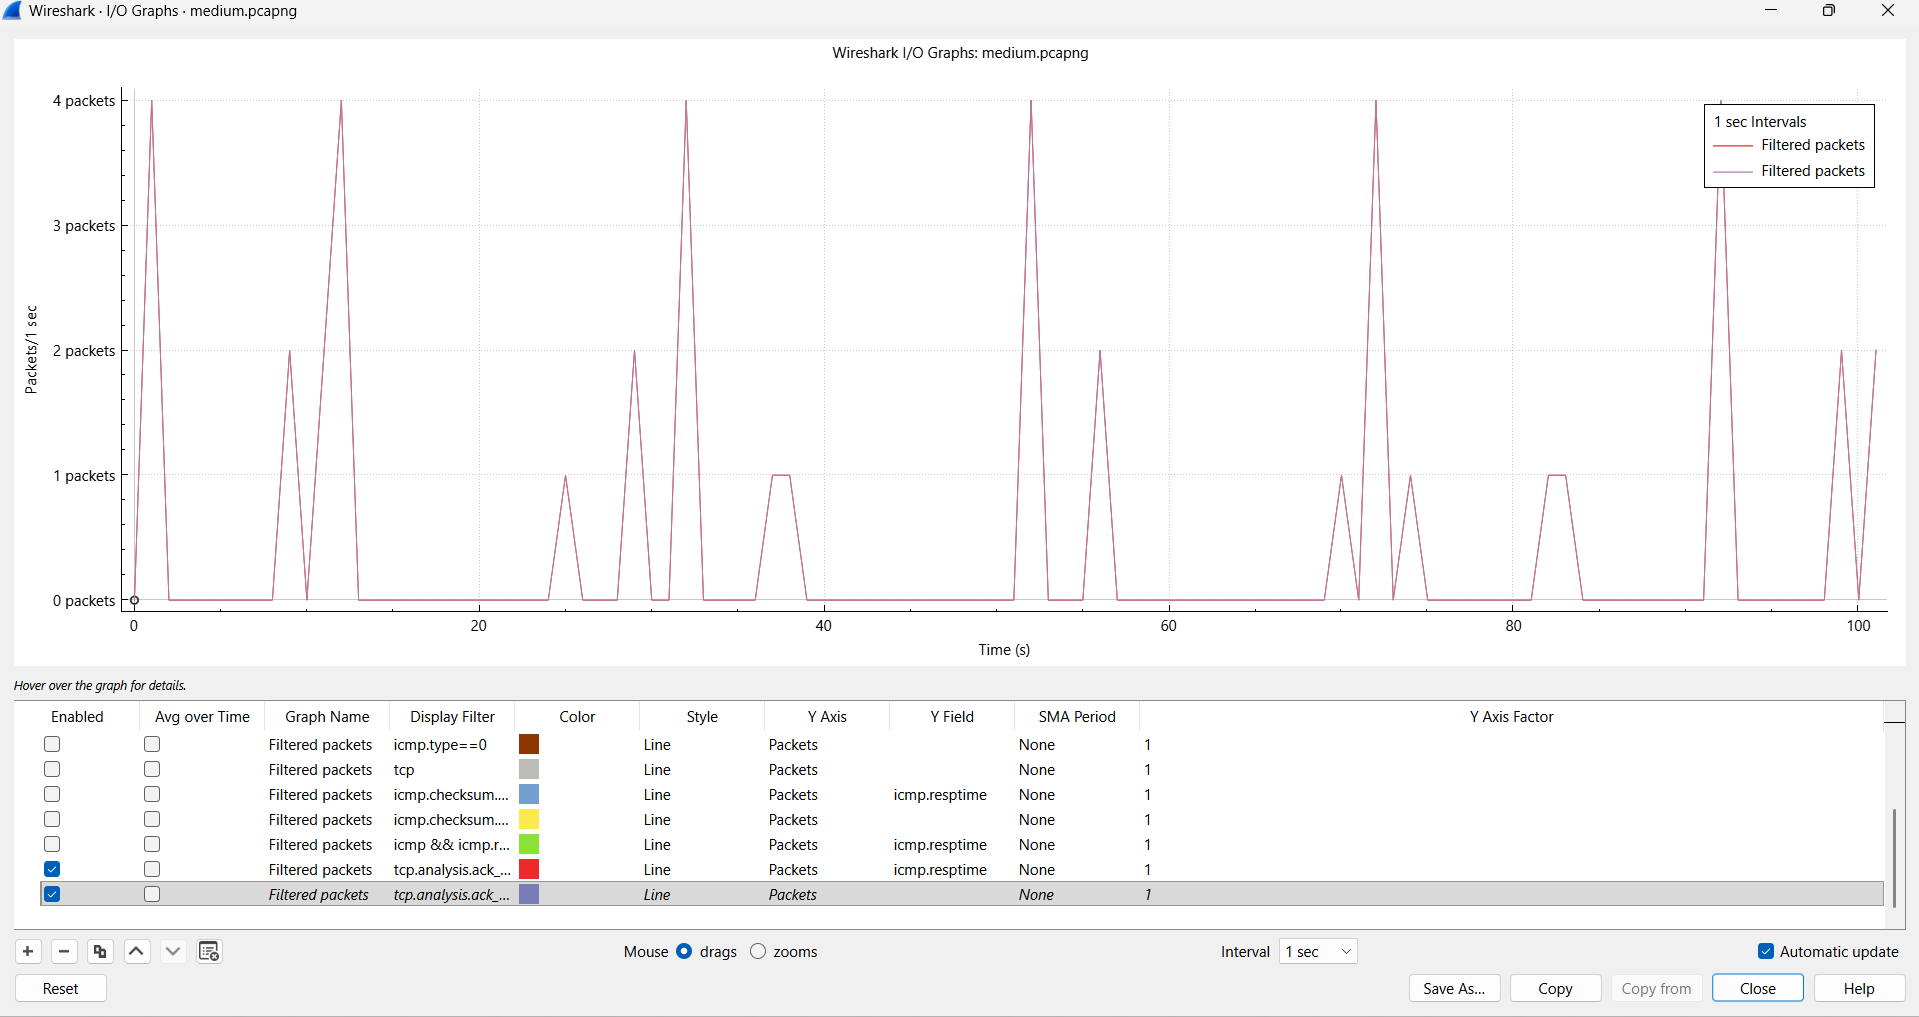 Wireshark · I/O Graphs · medium.pcapng
Wireshark I/O Graphs: medium.pcapng
4 packets
3 packets
2 packets
1 packets
0 packets
Packets/1 sec
1 sec Intervals
Filtered packets
Filtered packets
0 20 40 60 80 100
Time (s)
Hover over the graph for details.
Enabled Avg over Time Graph Name Display Filter Color Style Y Axis Y Field SMA Period Y Axis Factor
Filtered packets icmp.type==0 Line Packets None 1
Filtered packets tcp Line Packets None 1
Filtered packets icmp.checksum.... Line Packets icmp.resptime None 1
Filtered packets icmp.checksum.... Line Packets None 1
Filtered packets icmp && icmp.r... Line Packets icmp.resptime None 1
Filtered packets tcp.analysis.ack_... Line Packets icmp.resptime None 1
Filtered packets tcp.analysis.ack_... Line Packets None 1
Mouse drags zooms Interval 1 sec Automatic update
Reset Save As... Copy Copy from Close Help